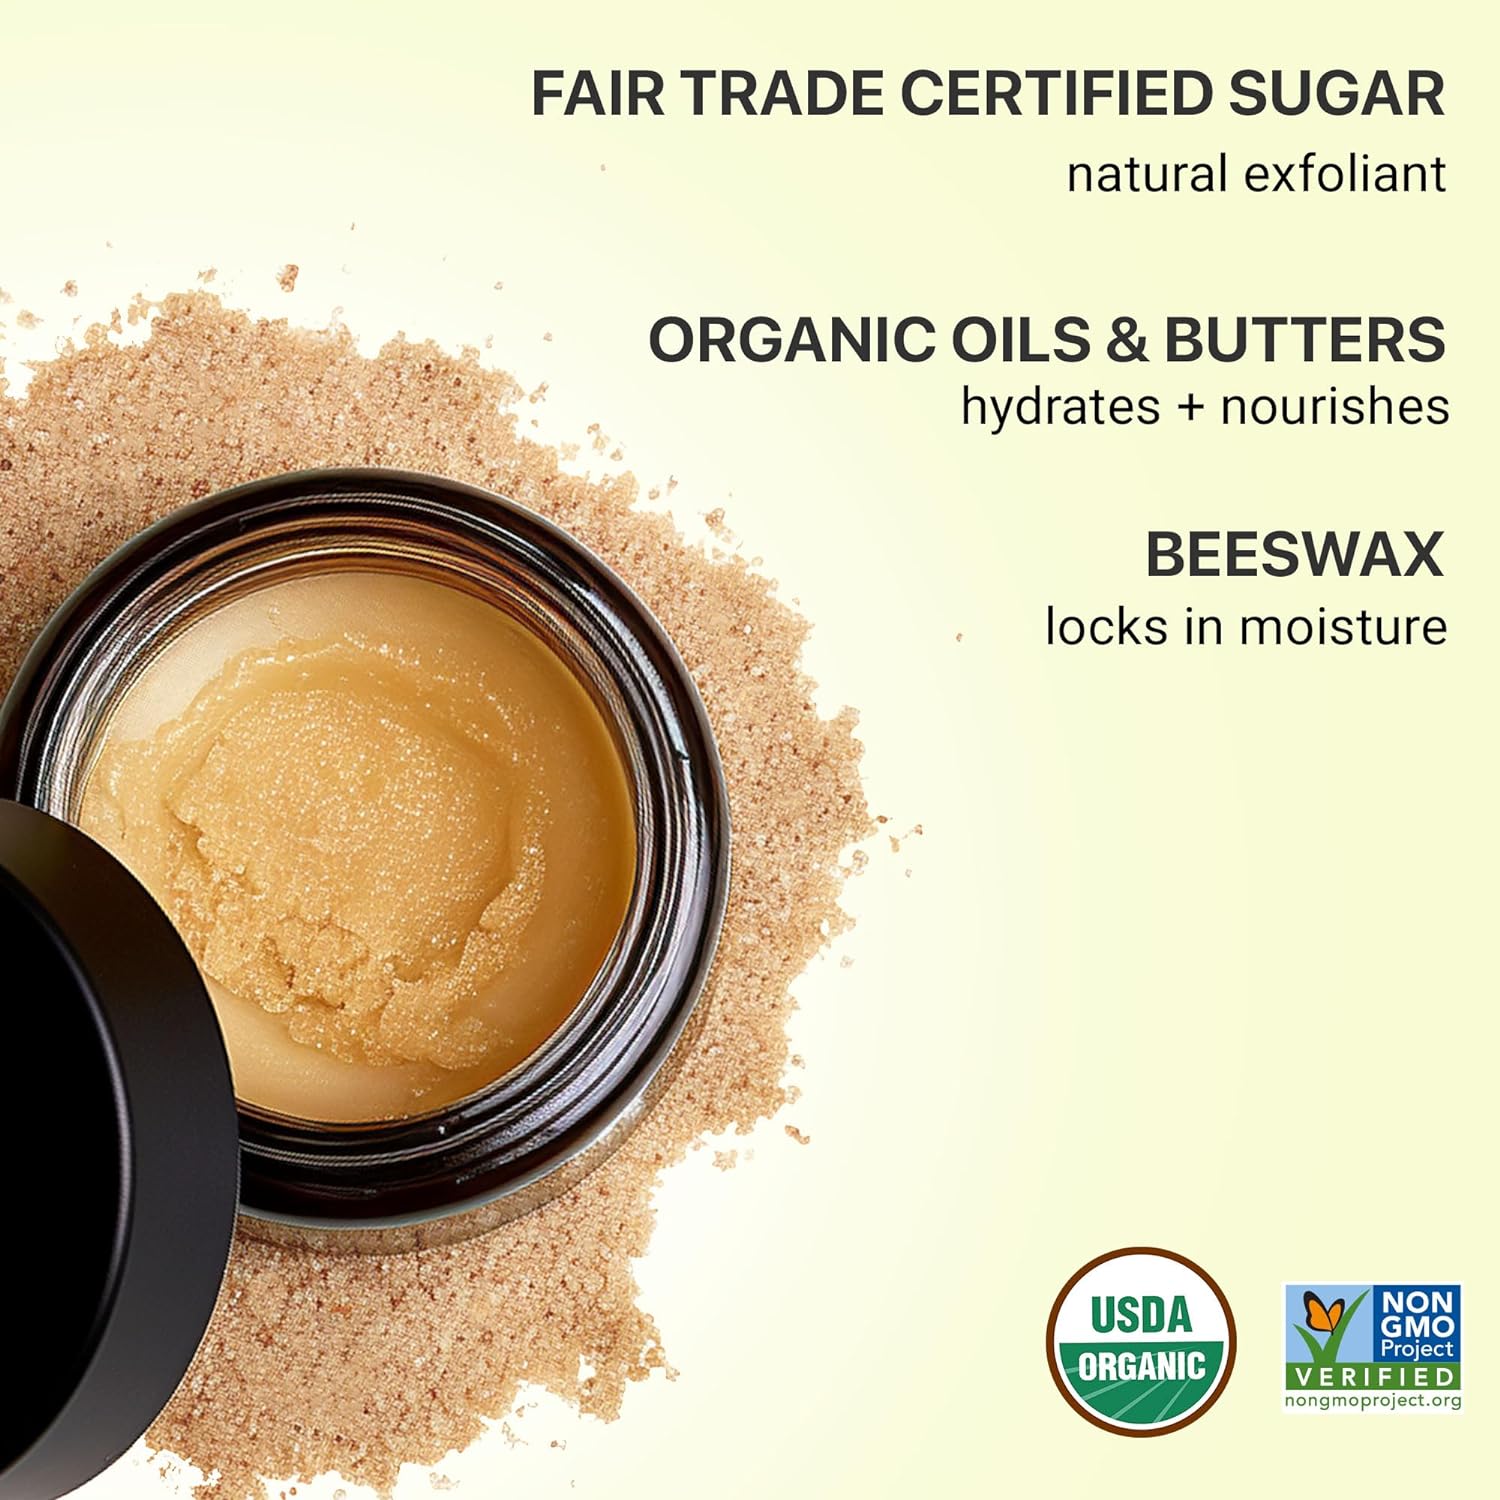 FAIR TRADE CERTIFIED SUGAR
natural exfoliant
ORGANIC OILS & BUTTERS
hydrates + nourishes
BEESWAX
locks in moisture
USDA
ORGANIC
NON
GMO
Project
VERIFIED
nongmoproject.org